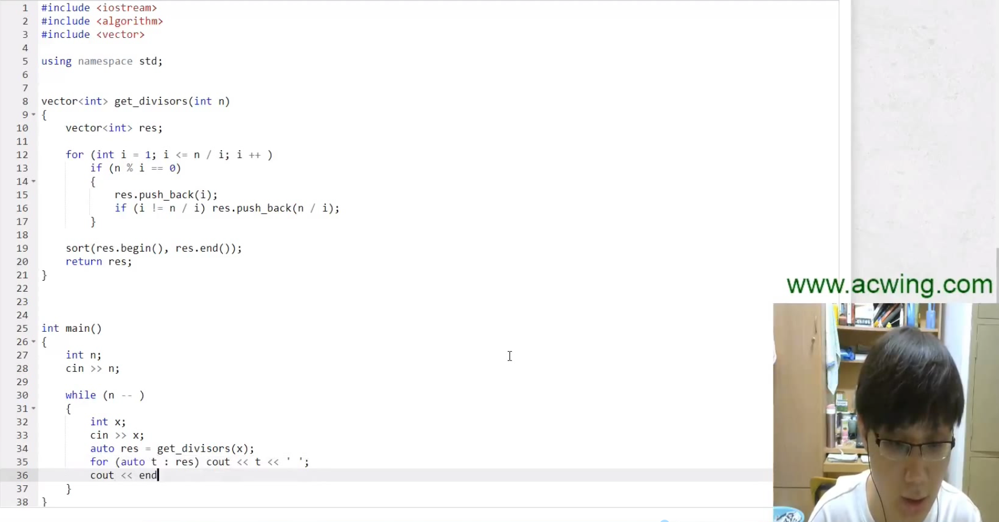 1 #include <iostream>
2 #include <algorithm>
3 #include <vector>
4
5 using namespace std;
6
7
8 vector<int> get_divisors(int n)
9 {
10     vector<int> res;
11
12     for (int i = 1; i <= n / i; i ++ )
13         if (n % i == 0)
14         {
15             res.push_back(i);
16             if (i != n / i) res.push_back(n / i);
17         }
18
19     sort(res.begin(), res.end());
20     return res;
21 }
22
23
24
25 int main()
26 {
27     int n;
28     cin >> n;
29
30     while (n -- )
31     {
32         int x;
33         cin >> x;
34         auto res = get_divisors(x);
35         for (auto t : res) cout << t << ' ';
36         cout << end
37     }
38 }
www.acwing.com